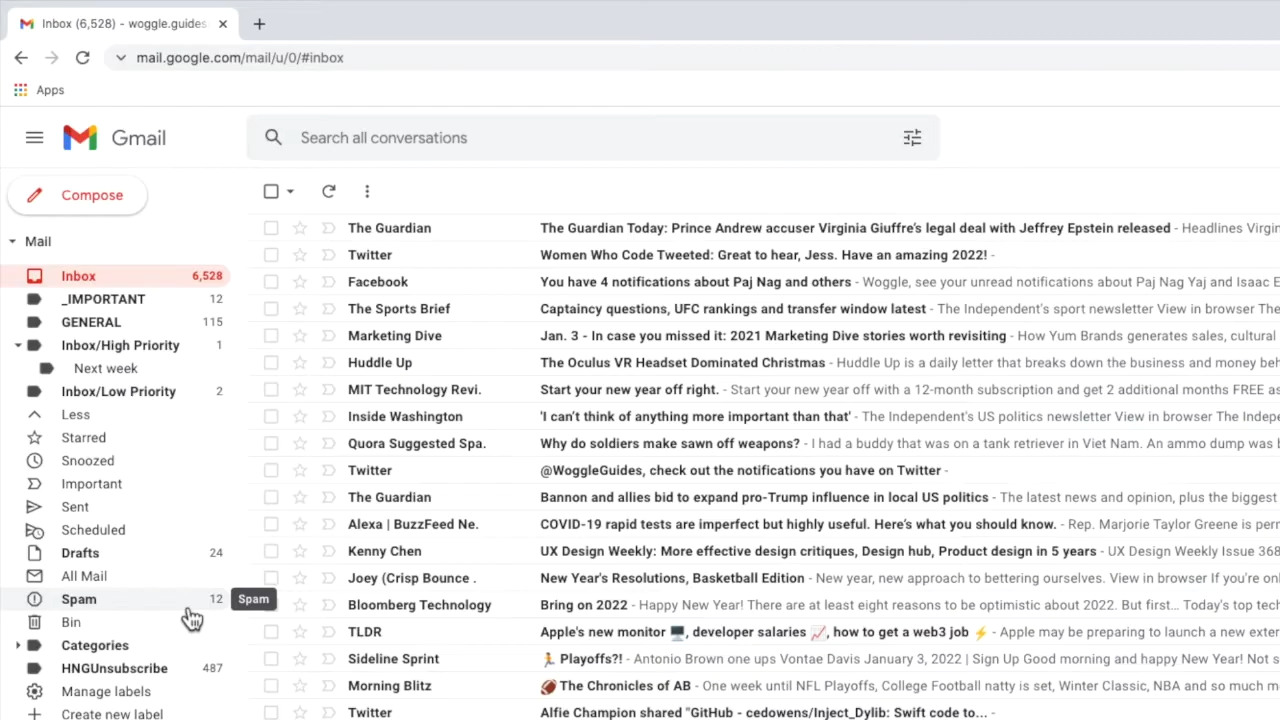 Inbox (6,528) - woggle.guides
mail.google.com/mail/u/0/#inbox
Apps
Gmail
Search all conversations
Compose
Mail
Inbox 6,528
_IMPORTANT 12
GENERAL 115
Inbox/High Priority 1
Next week
Inbox/Low Priority 2
Less
Starred
Snoozed
Important
Sent
Scheduled
Drafts 24
All Mail
Spam 12
Spam
Bin
Categories
HNGUnsubscribe 487
Manage labels
Create new label
The Guardian The Guardian Today: Prince Andrew accuser Virginia Giuffre's legal deal with Jeffrey Epstein released - Headlines Virgin
Twitter Women Who Code Tweeted: Great to hear, Jess. Have an amazing 2022! -
Facebook You have 4 notifications about Paj Nag and others - Woggle, see your unread notifications about Paj Nag Yaj and Isaac E
The Sports Brief Captaincy questions, UFC rankings and transfer window latest - The Independent's sport newsletter View in browser The
Marketing Dive Jan. 3 - In case you missed it: 2021 Marketing Dive stories worth revisiting - How Yum Brands generates sales, cultural
Huddle Up The Oculus VR Headset Dominated Christmas - Huddle Up is a daily letter that breaks down the business and money beh
MIT Technology Revi. Start your new year off right. - Start your new year off with a 12-month subscription and get 2 additional months FREE as
Inside Washington 'I can't think of anything more important than that' - The Independent's US politics newsletter View in browser The
Quora Suggested Spa. Why do soldiers make sawn off weapons? - I had a buddy that was on a tank retriever in Viet Nam. An ammo dump was b
Twitter @WoggleGuides, check out the notifications you have on Twitter -
The Guardian Bannon and allies bid to expand pro-Trump influence in local US politics - The latest news and opinion, plus the biggest
Alexa | BuzzFeed Ne. COVID-19 rapid tests are imperfect but highly useful. Here's what you should know. - Rep. Marjorie Taylor Greene is perm
Kenny Chen UX Design Weekly: More effective design critiques, Design hub, Product design in 5 years - UX Design Weekly Issue 368
Joey (Crisp Bounce . New Year's Resolutions, Basketball Edition - New year, new approach to bettering ourselves. View in browser If you're onl
Bloomberg Technology Bring on 2022 - Happy New Year! There are at least eight reasons to be optimistic about 2022. But first... Today's top tech
TLDR Apple's new monitor 🖥️, developer salaries 📈, how to get a web3 job ⚡ - Apple may be preparing to launch a new exter
Sideline Sprint 🏃 Playoffs?! - Antonio Brown one ups Vontae Davis January 3, 2022 | Sign Up Good morning and happy New Year! Not s
Morning Blitz 🏈 The Chronicles of AB - One week until NFL Playoffs, College Football natty is set, Winter Classic, NBA and so much m
Twitter Alfie Champion shared "GitHub - cedowens/Inject_Dylib: Swift code to... -